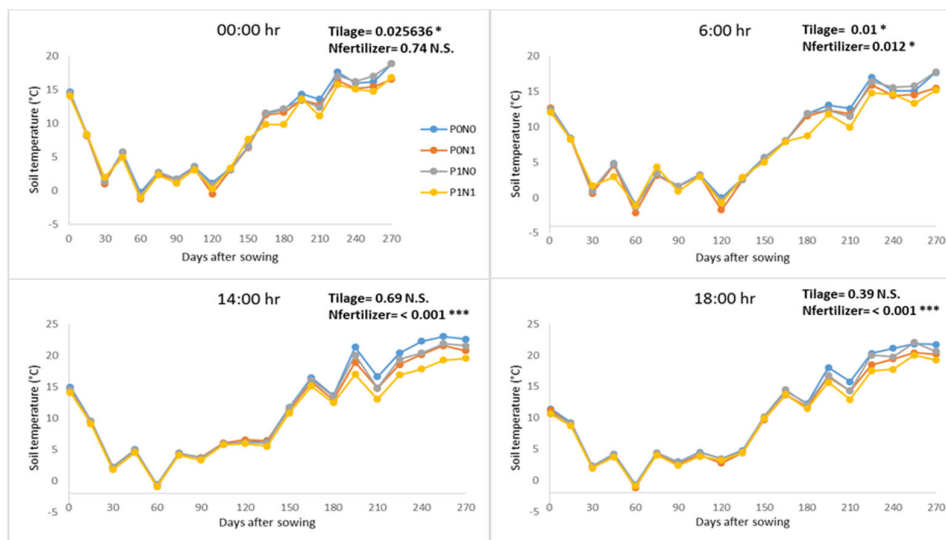 00:00 hr
Tilage= 0.025636 *
Nfertilizer= 0.74 N.S.
Soil temperature (°C)
20
15
10
5
0
-5
0 30 60 90 120 150 180 210 240 270
Days after sowing
P0N0
P0N1
P1N0
P1N1
6:00 hr
Tilage= 0.01 *
Nfertilizer= 0.012 *
Soil temperature (°C)
20
15
10
5
0
-5
0 30 60 90 120 150 180 210 240 270
Days after sowing
14:00 hr
Tilage= 0.69 N.S.
Nfertilizer= < 0.001 ***
Soil temperature (°C)
25
20
15
10
5
0
-5
0 30 60 90 120 150 180 210 240 270
Days after sowing
18:00 hr
Tilage= 0.39 N.S.
Nfertilizer= < 0.001 ***
Soil temperature (°C)
25
20
15
10
5
0
-5
0 30 60 90 120 150 180 210 240 270
Days after sowing